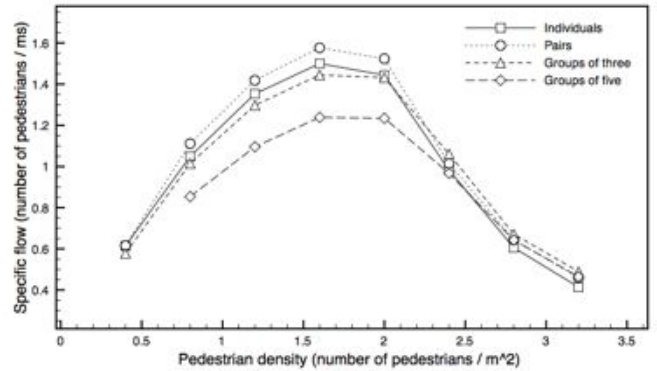 Individuals
Pairs
Groups of three
Groups of five
Specific flow (number of pedestrians / ms)
1.6
1.4
1.2
1
0.8
0.6
0.4
0 0.5 1 1.5 2 2.5 3 3.5
Pedestrian density (number of pedestrians / m^2)